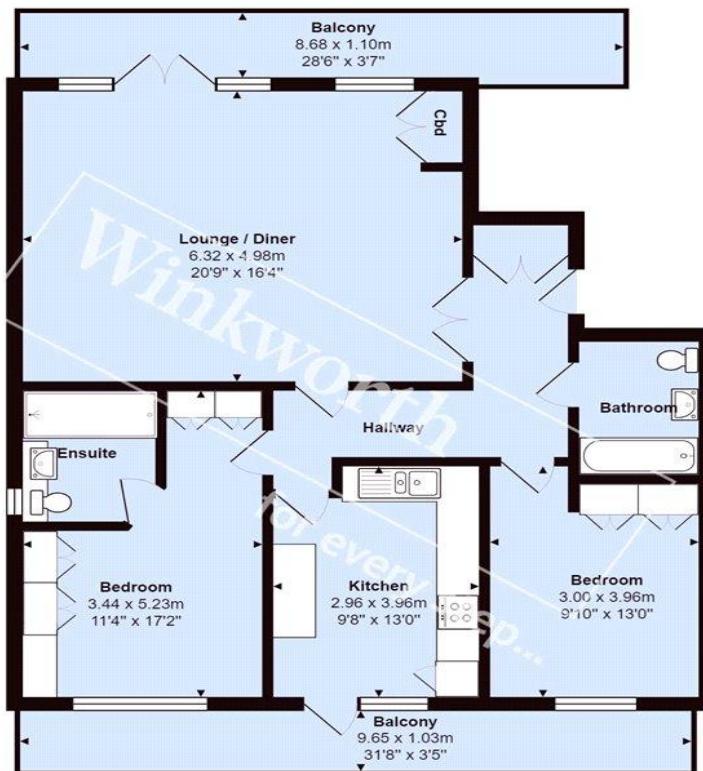 Balcony
8.68 x 1.10m
28'6" x 3'7"
Cbd
Lounge / Diner
6.32 x 4.98m
20'9" x 16'4"
Winkworth
for every step...
Hallway
Bathroom
Ensuite
Bedroom
3.44 x 5.23m
11'4" x 17'2"
Kitchen
2.96 x 3.96m
9'8" x 13'0"
Bedroom
3.00 x 3.96m
9'10" x 13'0"
Balcony
9.65 x 1.03m
31'8" x 3'5"